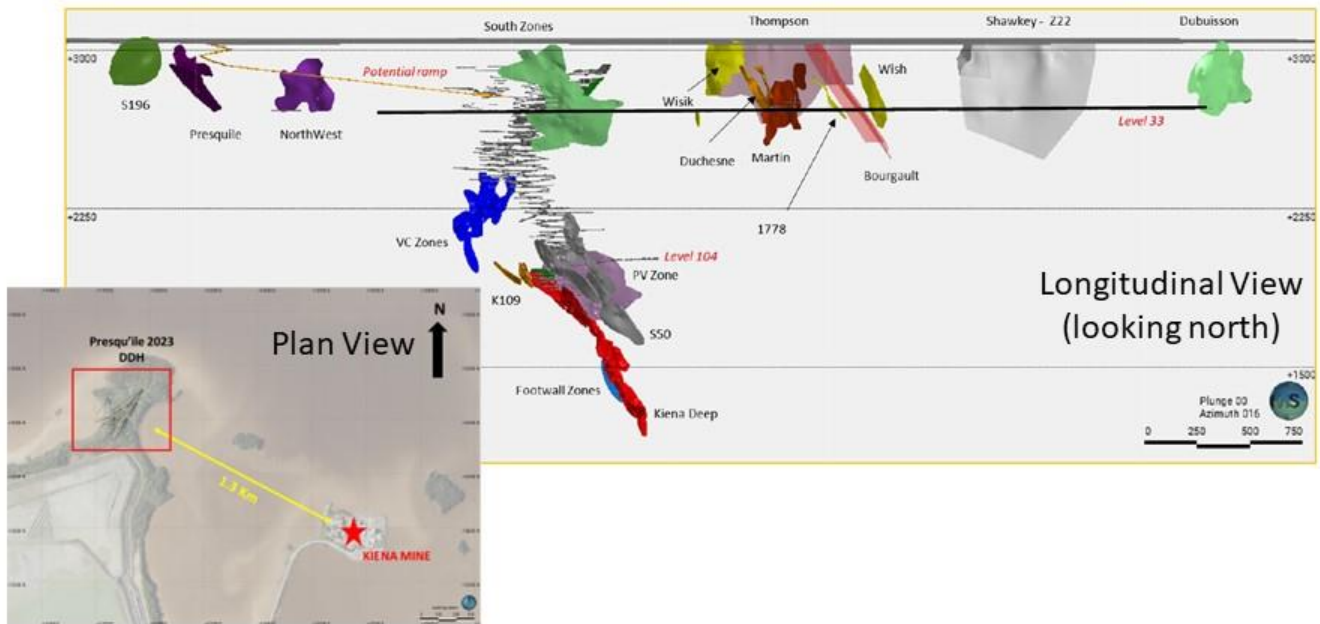 South Zones
Thompson
Shawkey - Z22
Dubuisson
+3000
+3000
Potential ramp
S196
Presquile
NorthWest
Wisik
Wish
Level 33
Duchesne
Martin
Bourgault
+2250
+2250
1778
VC Zones
Level 104
PV Zone
K109
S50
Longitudinal View
(looking north)
+1500
Footwall Zones
Kiena Deep
Plunge 00
Azimuth 016
S
0 250 500 750
Plan View
N
Presqu'ile 2023
DDH
1.3 Km
KIENA MINE